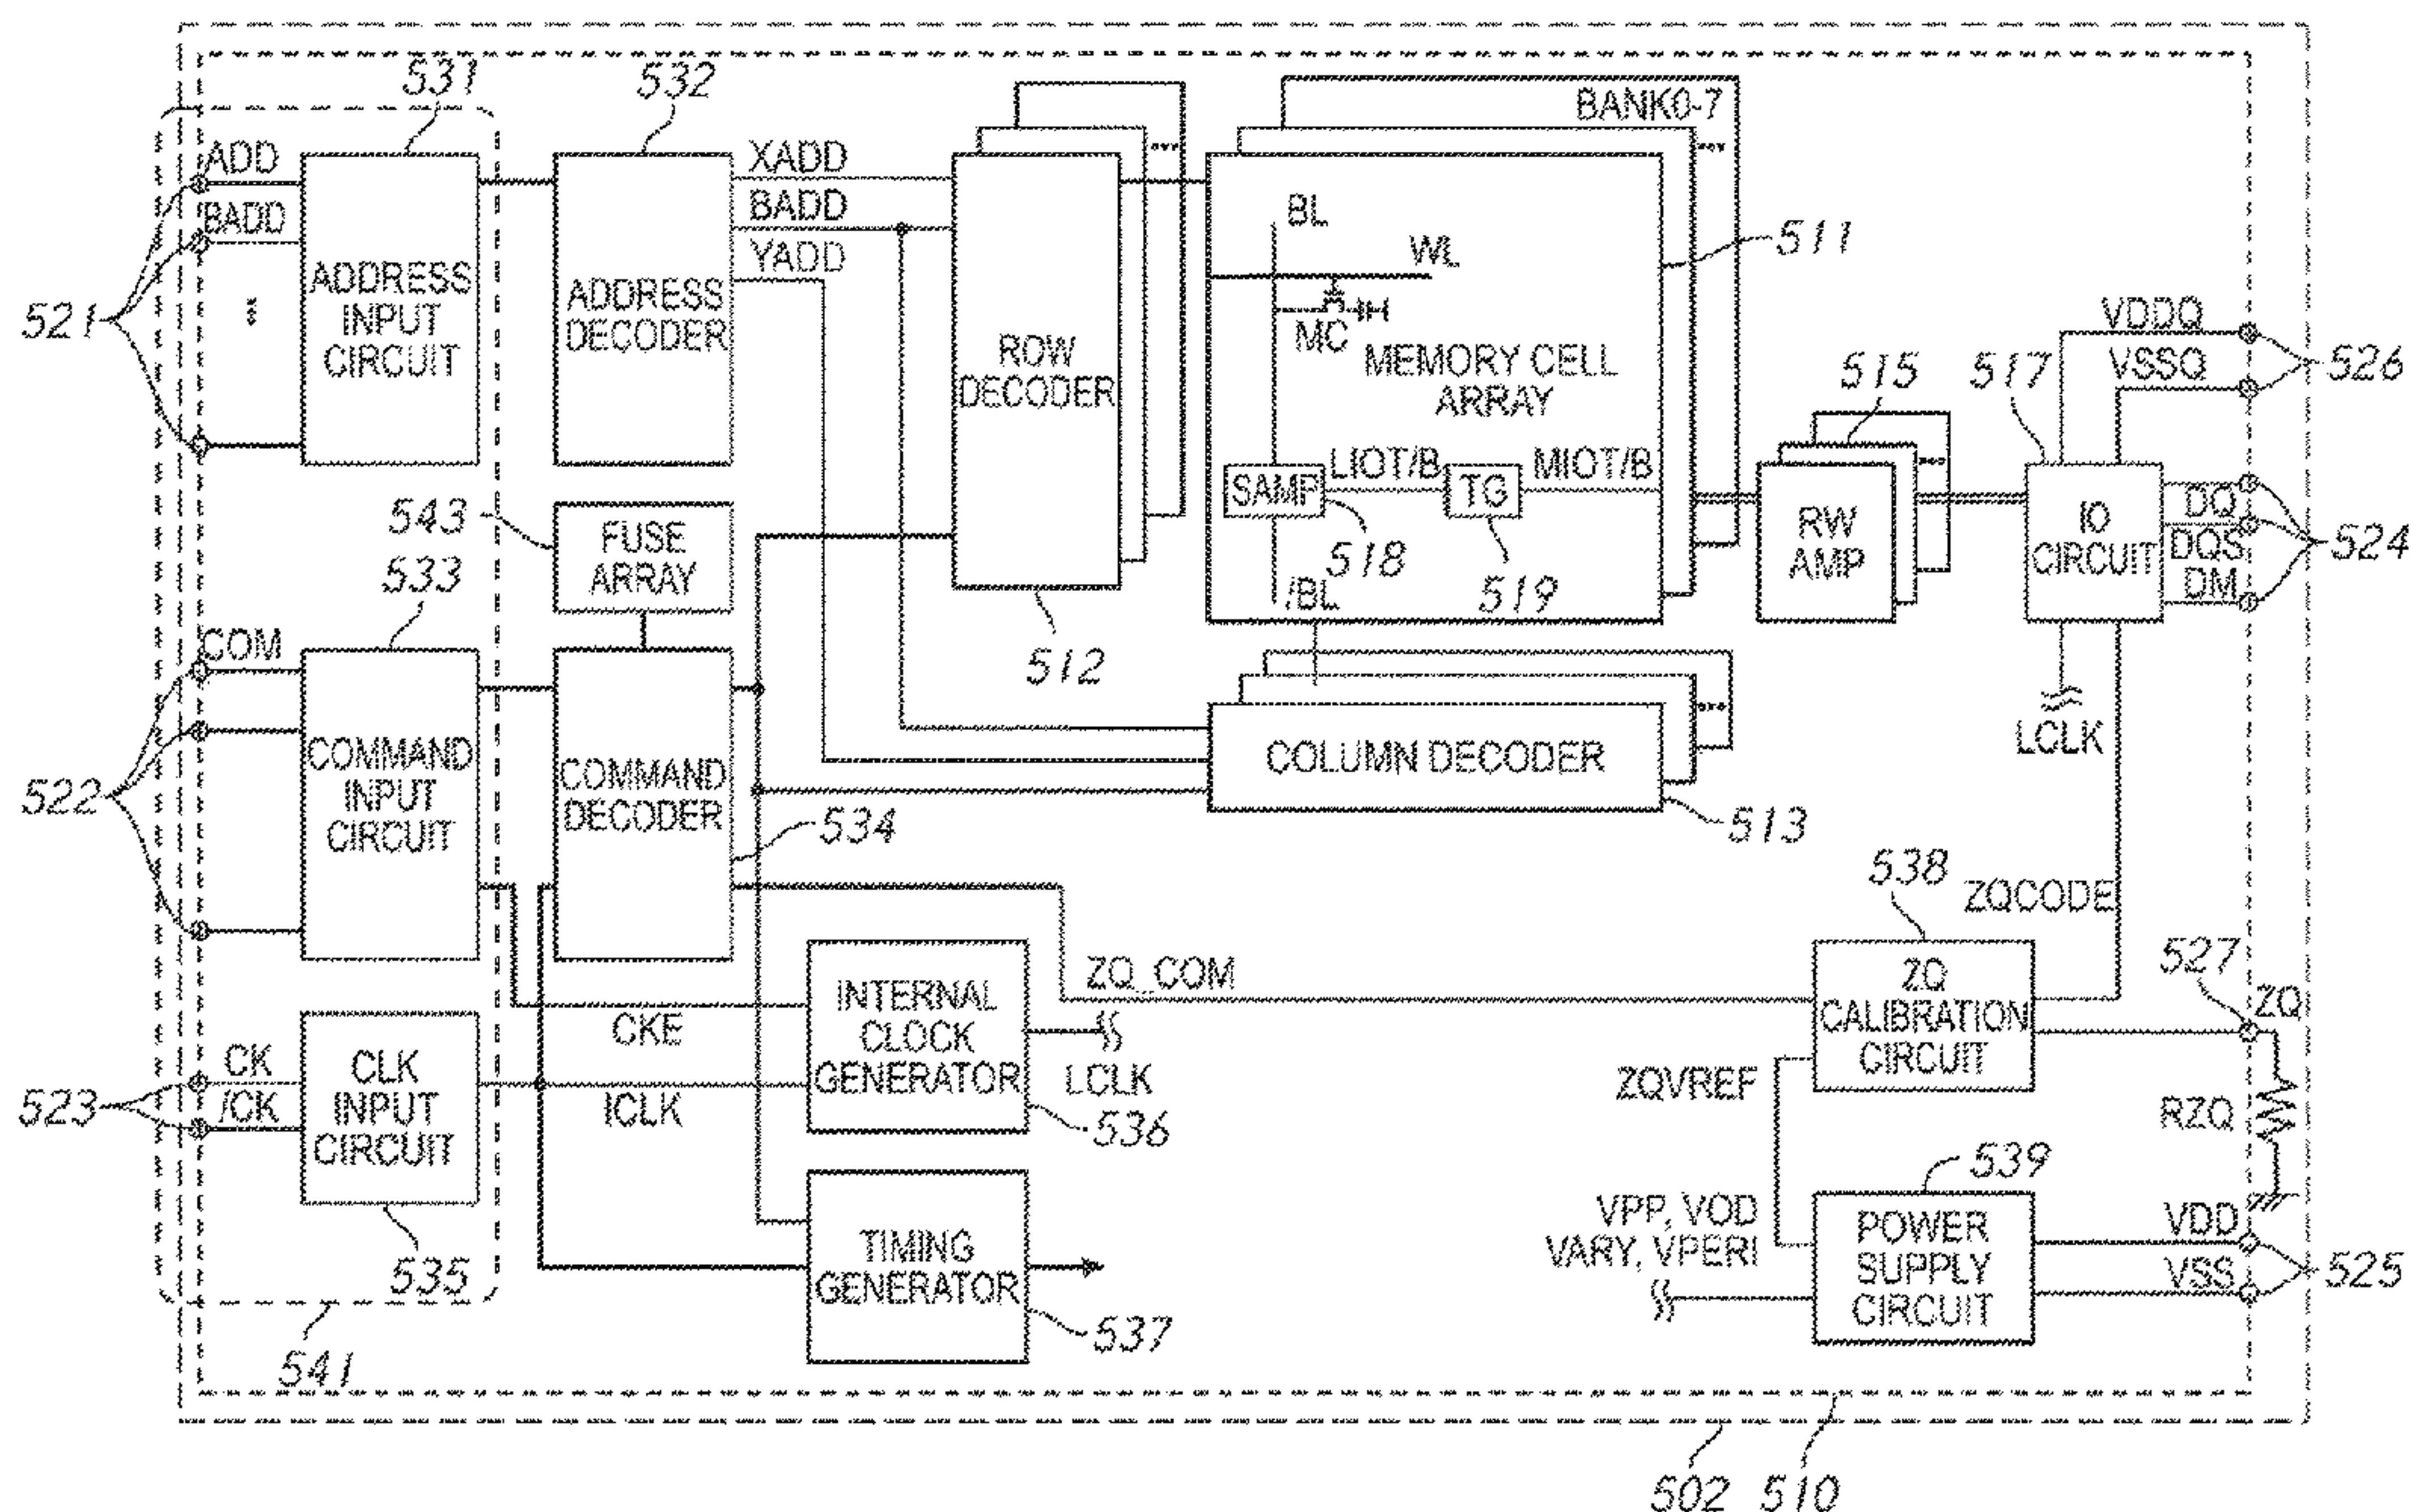 531
532
BANK0-7
ADD
BADD
ADDRESS
INPUT
CIRCUIT
521
ADDRESS
DECODER
XADD
BADD
YADD
ROW
DECODER
512
BL
WL
MC
MEMORY CELL
ARRAY
511
SAMP
LIOT/B
TG
MIOT/B
518
519
/BL
515
RW
AMP
517
IO
CIRCUIT
VDDQ
VSSQ
526
DQ
DQS
DM
524
LCLK
543
FUSE
ARRAY
533
COM
522
COMMAND
INPUT
CIRCUIT
COMMAND
DECODER
534
COLUMN DECODER
513
538
ZQCODE
527
ZQ
ZQ
CALIBRATION
CIRCUIT
ZQ_COM
INTERNAL
CLOCK
GENERATOR
CKE
LCLK
ICLK
536
CK
/CK
523
CLK
INPUT
CIRCUIT
535
541
ZQVREF
RZQ
539
VPP, VOD
VARY, VPERI
POWER
SUPPLY
CIRCUIT
VDD
VSS
525
TIMING
GENERATOR
537
502
510